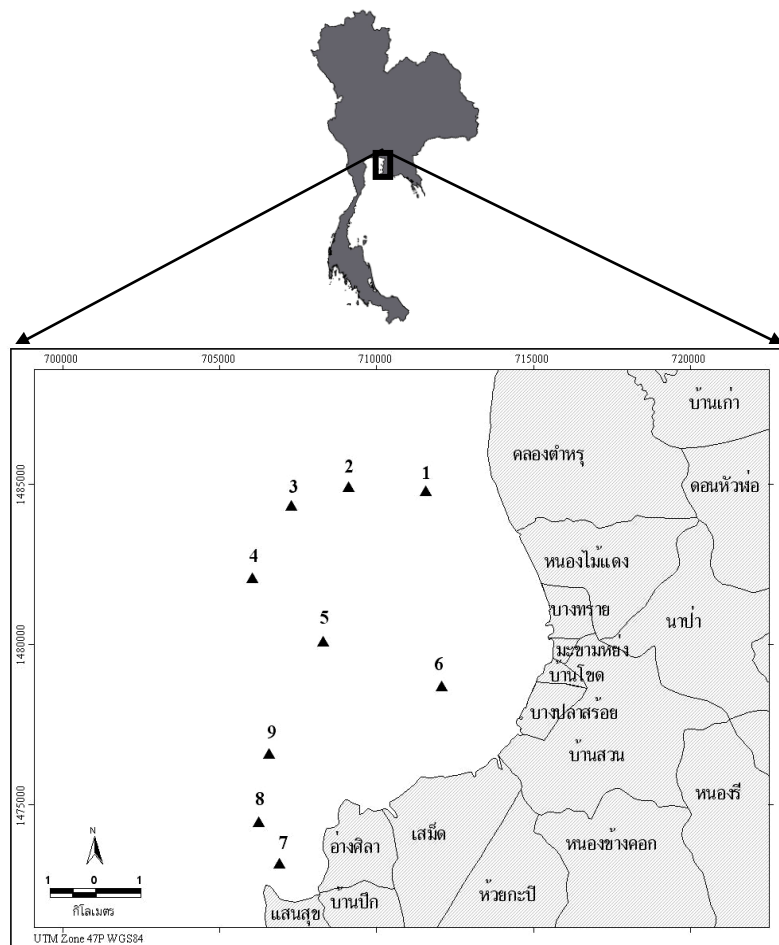 700000 705000 710000 715000 720000
บ้านเก่า
คลองตำหรุ
2 1
1485000
ดอนหัวฬ่อ
3
หนองไม้แดง
4
บางทราย
นาป่า
5
1480000
มะขามหย่ง
6
บ้านโขด
บางปลาสร้อย
9
บ้านสวน
หนองรี
8
1475000
เสม็ด
อ่างศิลา
หนองข้างคอก
N
7
ห้วยกะปิ
1 0 1
บ้านปึก
แสนสุข
กิโลเมตร
UTM Zone 47P WGS84